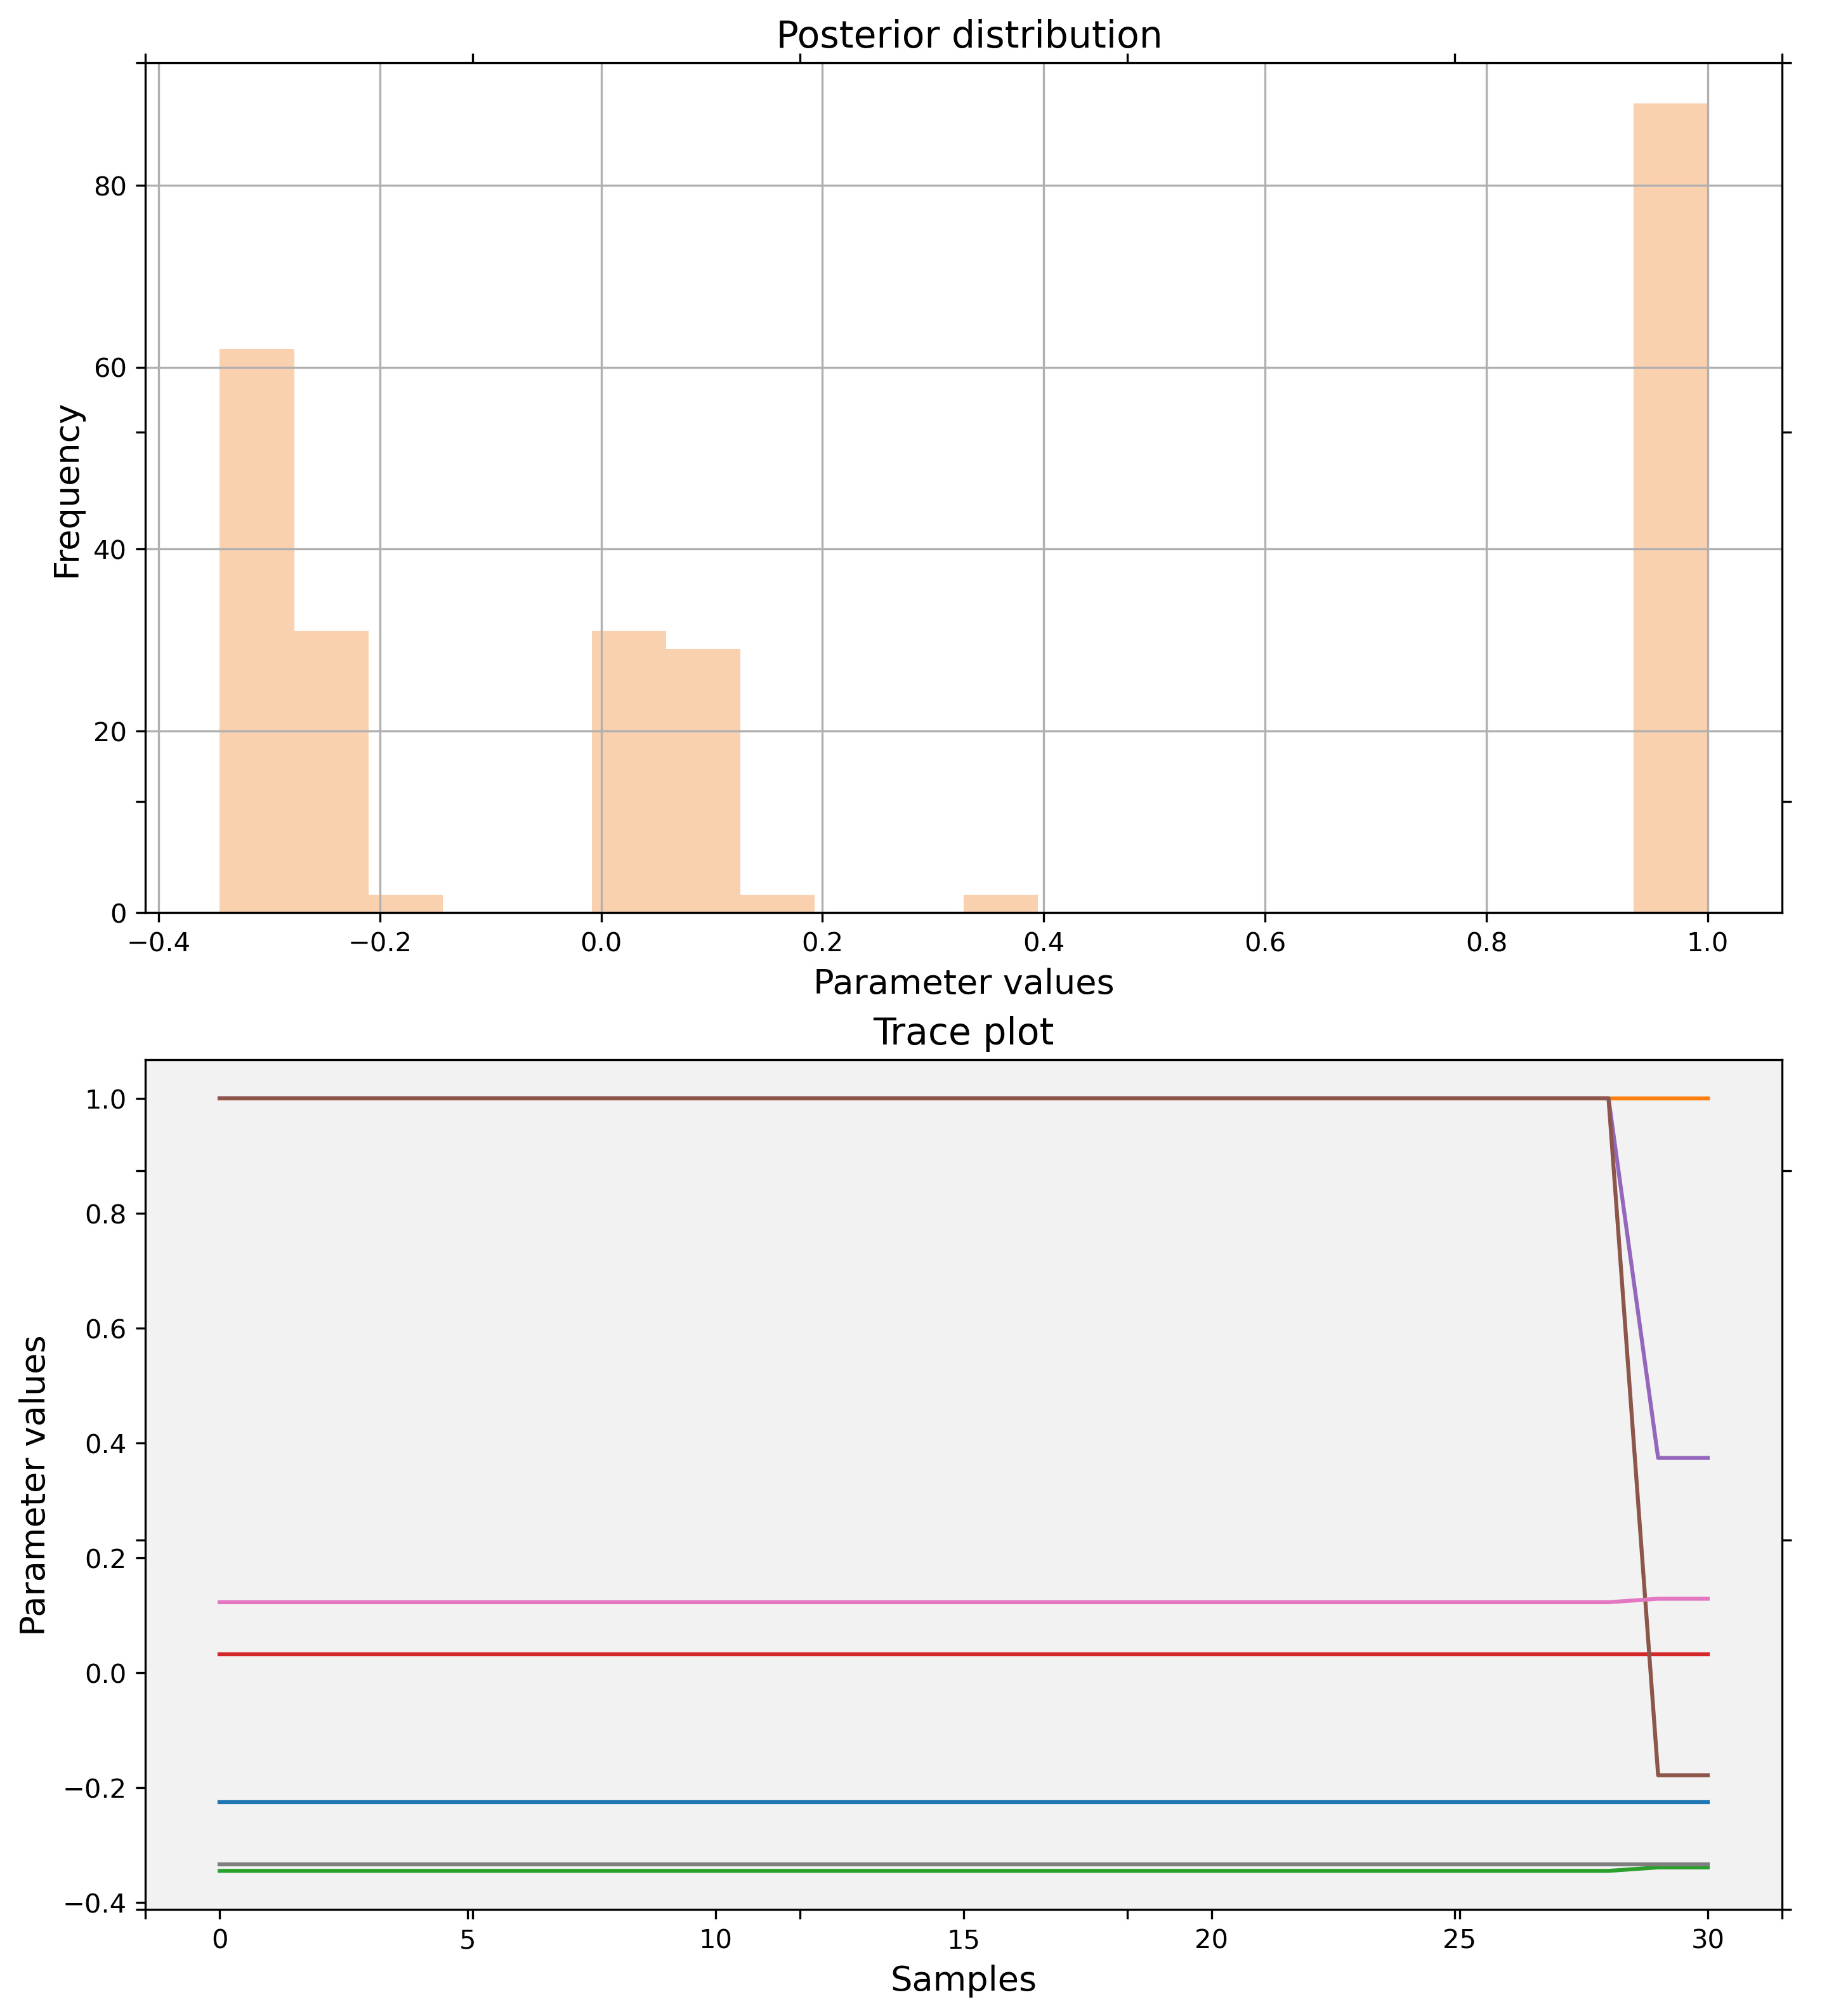 Posterior distribution
80
60
40
20
0
Frequency
−0.4 −0.2 0.0 0.2 0.4 0.6 0.8 1.0
Parameter values
Trace plot
1.0
0.8
0.6
0.4
0.2
0.0
−0.2
−0.4
Parameter values
0 5 10 15 20 25 30
Samples